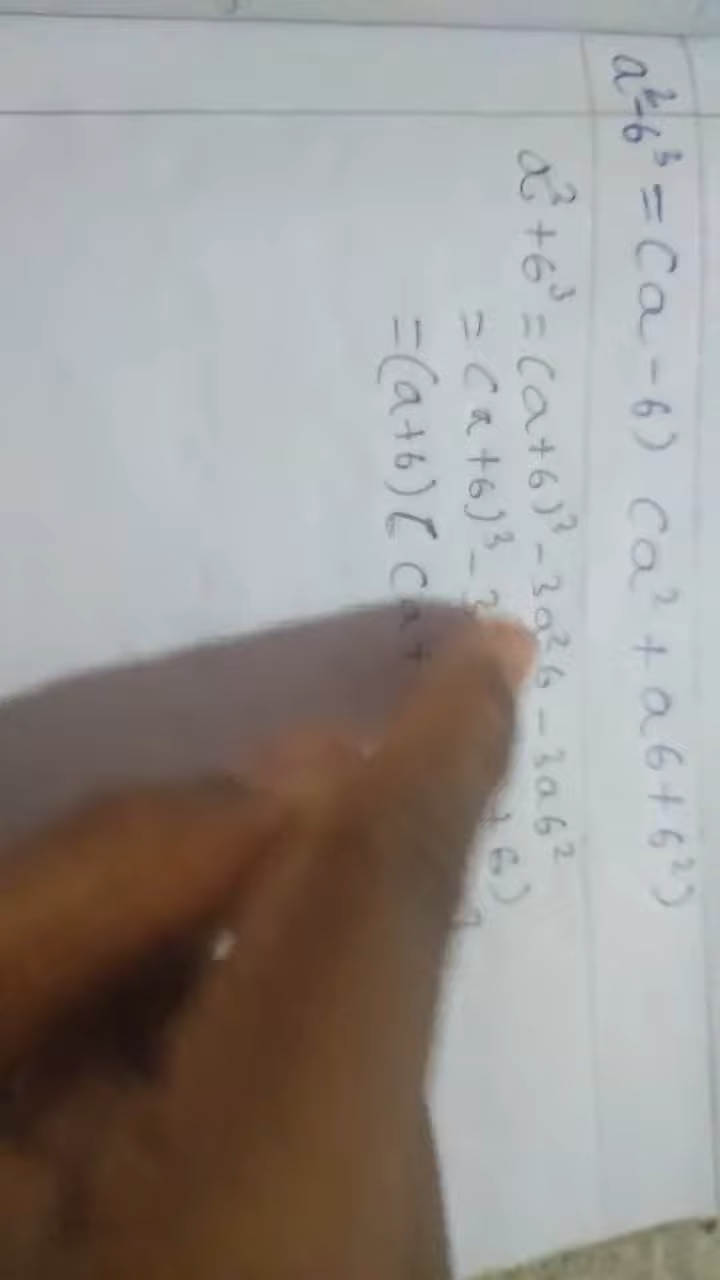 a³-b³ = (a-b) (a²+ab+b²)
a³+b³ = (a+b)³-3a²b-3ab²
= (a+b)³-3 +b)
= (a+b)[(a+